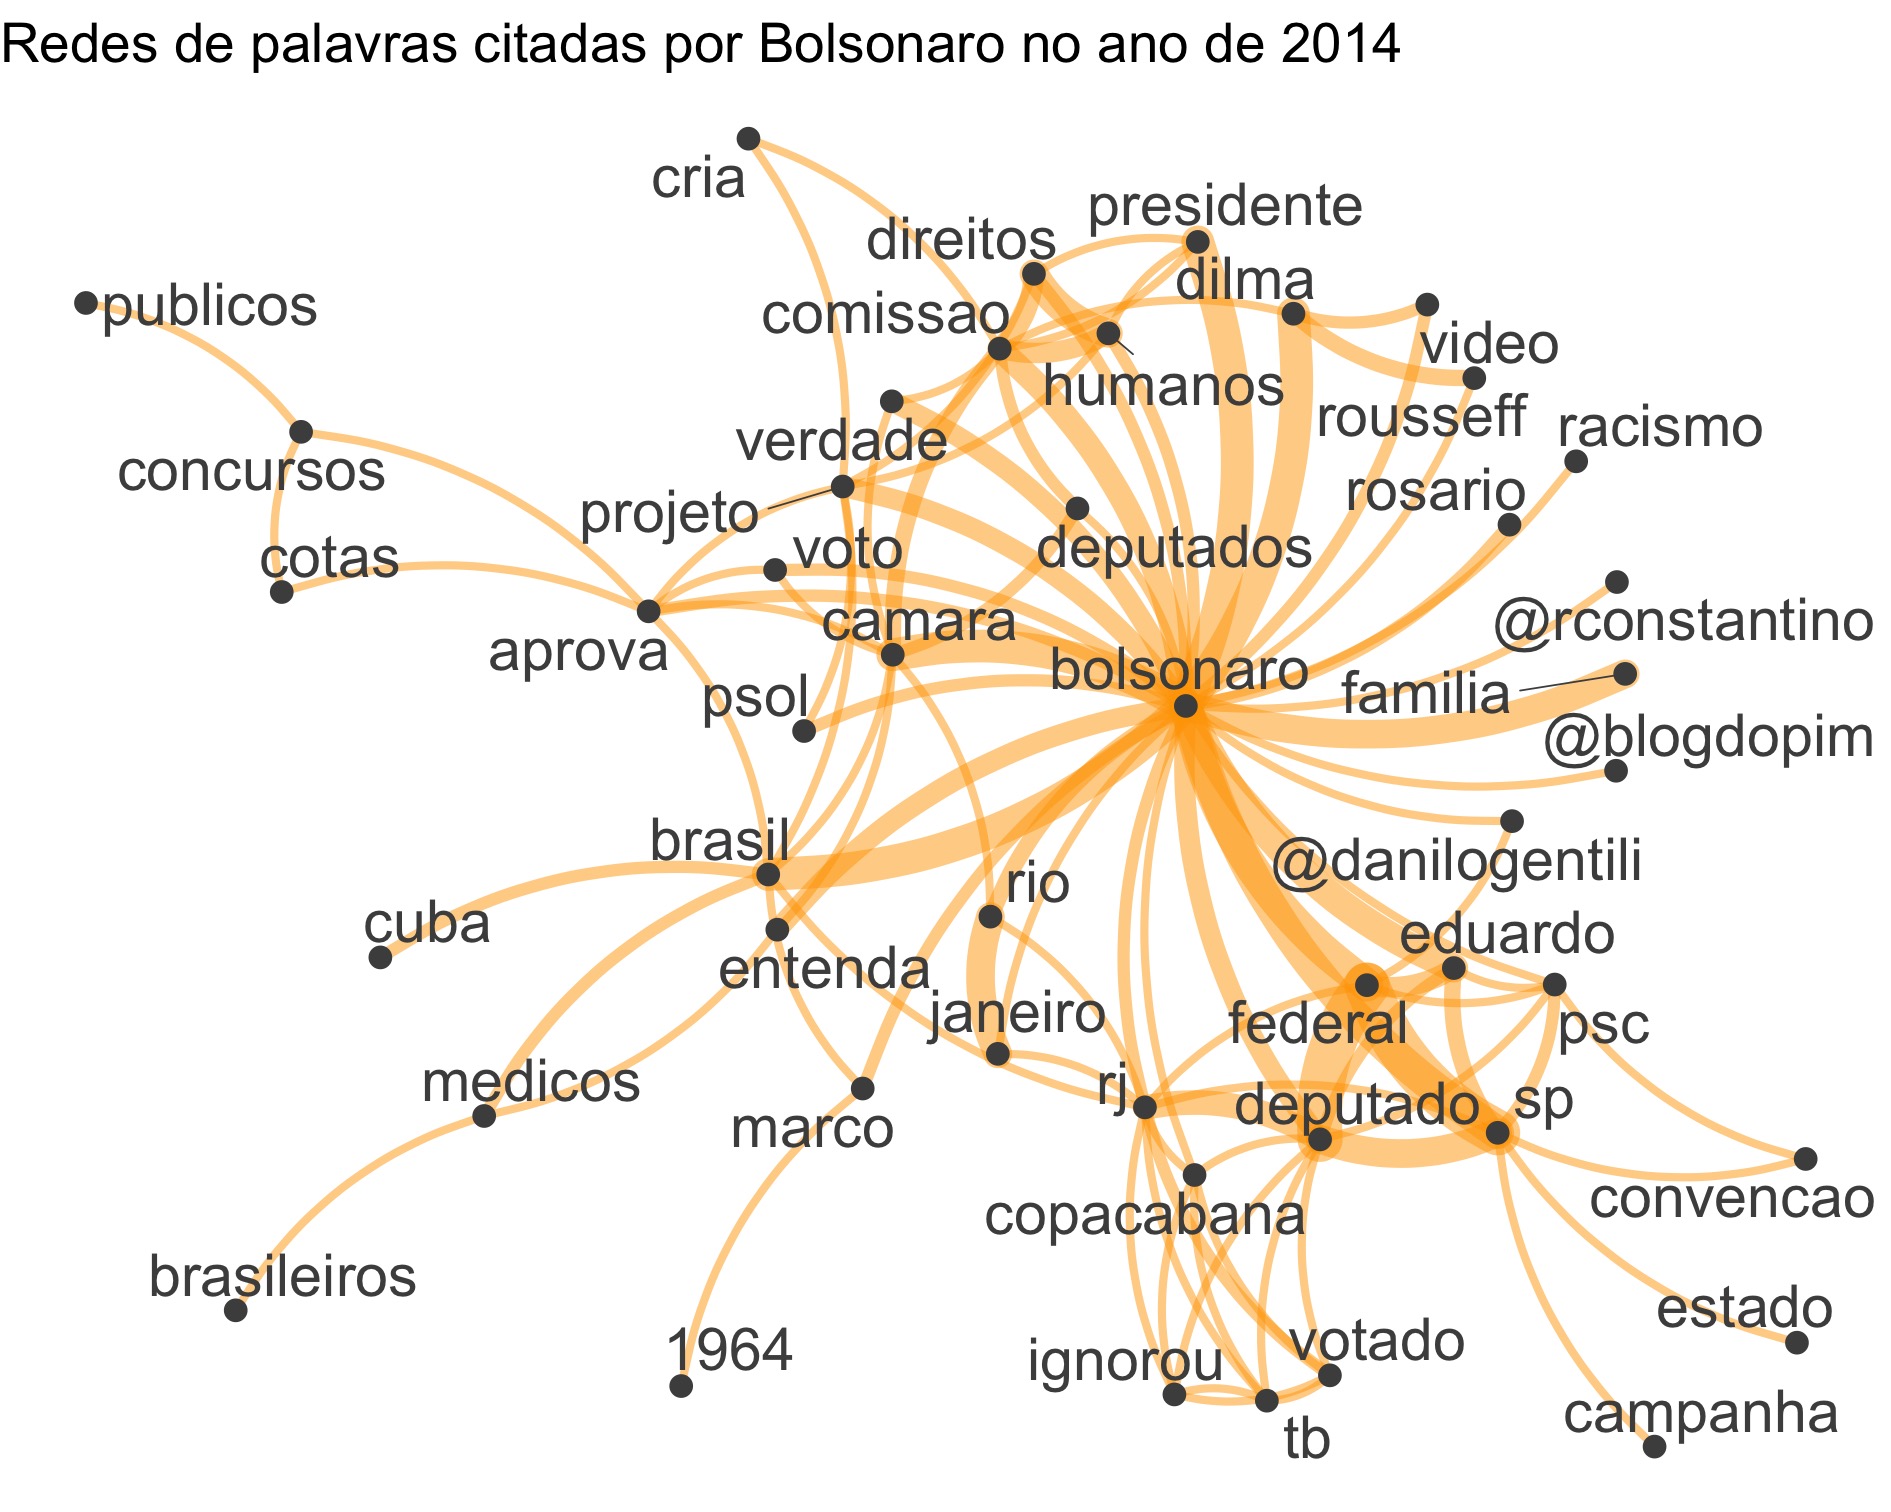 Redes de palavras citadas por Bolsonaro no ano de 2014
cria
presidente
direitos
dilma
publicos
comissao
video
humanos
rousseff
racismo
verdade
concursos
rosario
projeto
voto
deputados
cotas
@rconstantino
camara
aprova
bolsonaro
familia
psol
@blogdopim
brasil
@danilogentili
rio
cuba
eduardo
entenda
janeiro
federal
psc
medicos
rj
deputado
sp
marco
convencao
copacabana
brasileiros
estado
votado
1964
ignorou
campanha
tb